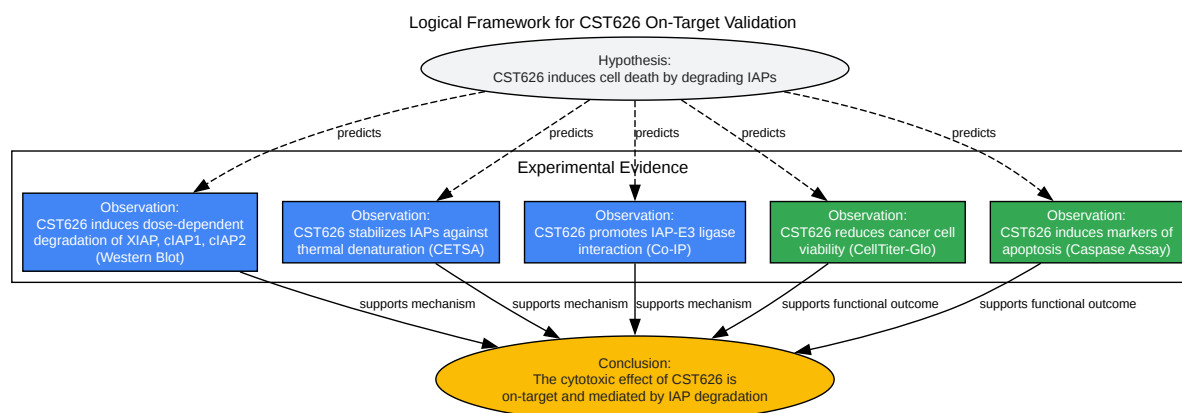 Logical Framework for CST626 On-Target Validation
Hypothesis:
CST626 induces cell death by degrading IAPs
predicts
predicts
predicts
predicts
predicts
Experimental Evidence
Observation:
CST626 induces dose-dependent
degradation of XIAP, cIAP1, cIAP2
(Western Blot)
Observation:
CST626 stabilizes IAPs against
thermal denaturation (CETSA)
Observation:
CST626 promotes IAP-E3 ligase
interaction (Co-IP)
Observation:
CST626 reduces cancer cell
viability (CellTiter-Glo)
Observation:
CST626 induces markers of
apoptosis (Caspase Assay)
supports mechanism
supports mechanism
supports mechanism
supports functional outcome
supports functional outcome
Conclusion:
The cytotoxic effect of CST626 is
on-target and mediated by IAP degradation